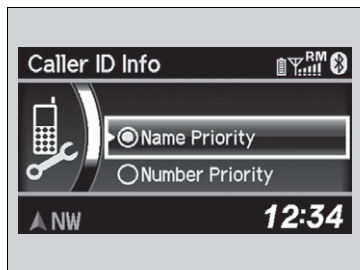 Caller ID Info
RM
Name Priority
Number Priority
NW
12:34